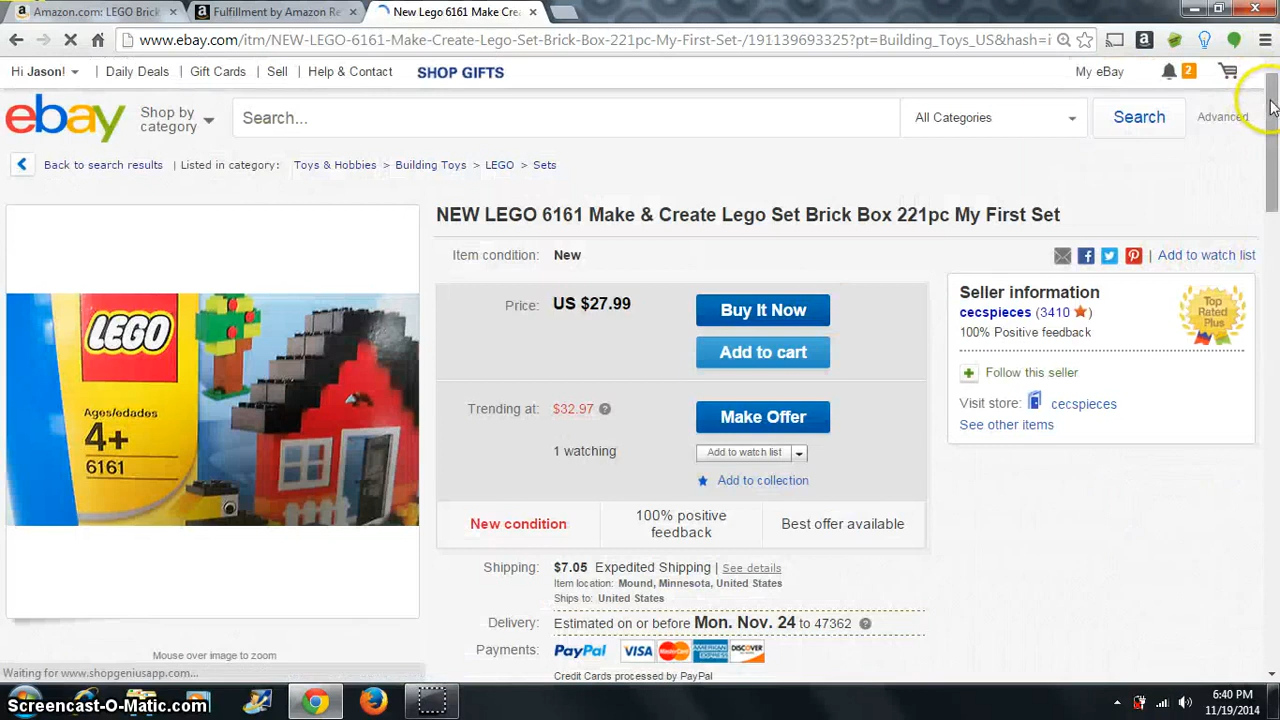 Amazon.com: LEGO Brick
Fulfillment by Amazon Re
New Lego 6161 Make Cre
www.ebay.com/itm/NEW-LEGO-6161-Make-Create-Lego-Set-Brick-Box-221pc-My-First-Set-/191139693325?pt=Building_Toys_US&hash=i
Hi Jason! | Daily Deals | Gift Cards | Sell | Help & Contact SHOP GIFTS My eBay 2
ebay Shop by category Search... All Categories Search Advanced
Back to search results | Listed in category: Toys & Hobbies > Building Toys > LEGO > Sets
NEW LEGO 6161 Make & Create Lego Set Brick Box 221pc My First Set
Item condition: New
| Add to watch list
Price: US $27.99
Buy It Now
Add to cart
Trending at: $32.97
Make Offer
1 watching
Add to watch list
Add to collection
New condition
100% positive feedback
Best offer available
Seller information
cecspieces (3410)
100% Positive feedback
Top Rated Plus
Follow this seller
Visit store: cecspieces
See other items
LEGO
Ages/edades
4+
6161
Mouse over image to zoom
Shipping: $7.05 Expedited Shipping | See details
Item location: Mound, Minnesota, United States
Ships to: United States
Delivery: Estimated on or before Mon. Nov. 24 to 47362
Payments: PayPal VISA MasterCard AMERICAN EXPRESS DISCOVER
Credit Cards processed by PayPal
Waiting for www.shopgeniusapp.com...
Screencast-O-Matic.com
6:40 PM
11/19/2014